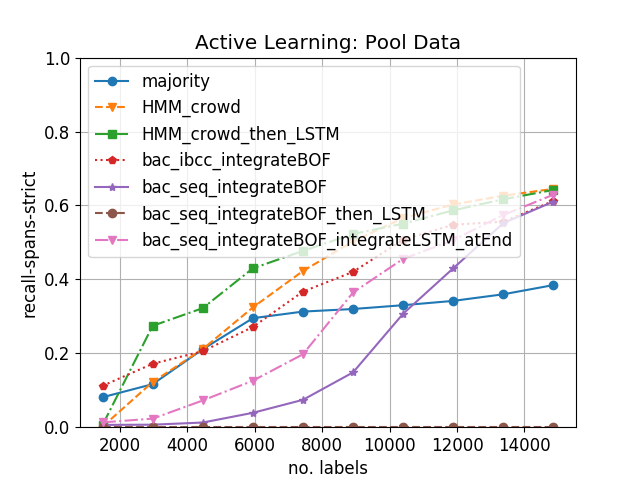 Active Learning: Pool Data
1.0
0.8
0.6
0.4
0.2
0.0
recall-spans-strict
majority
HMM_crowd
HMM_crowd_then_LSTM
bac_ibcc_integrateBOF
bac_seq_integrateBOF
bac_seq_integrateBOF_then_LSTM
bac_seq_integrateBOF_integrateLSTM_atEnd
2000 4000 6000 8000 10000 12000 14000
no. labels